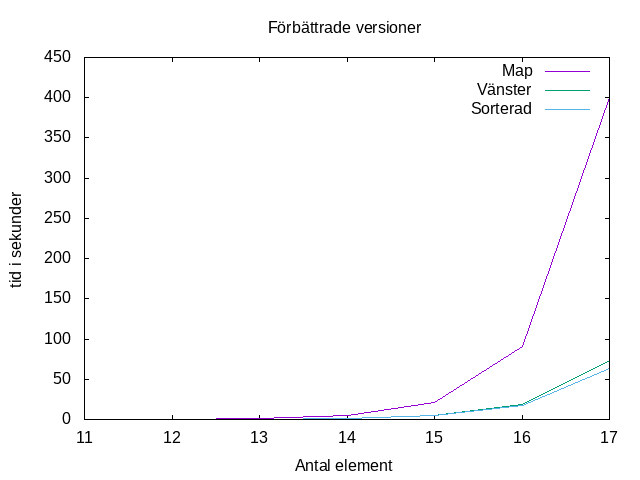 Förbättrade versioner
Map
Vänster
Sorterad
450
400
350
300
250
200
150
100
50
0
tid i sekunder
11 12 13 14 15 16 17
Antal element